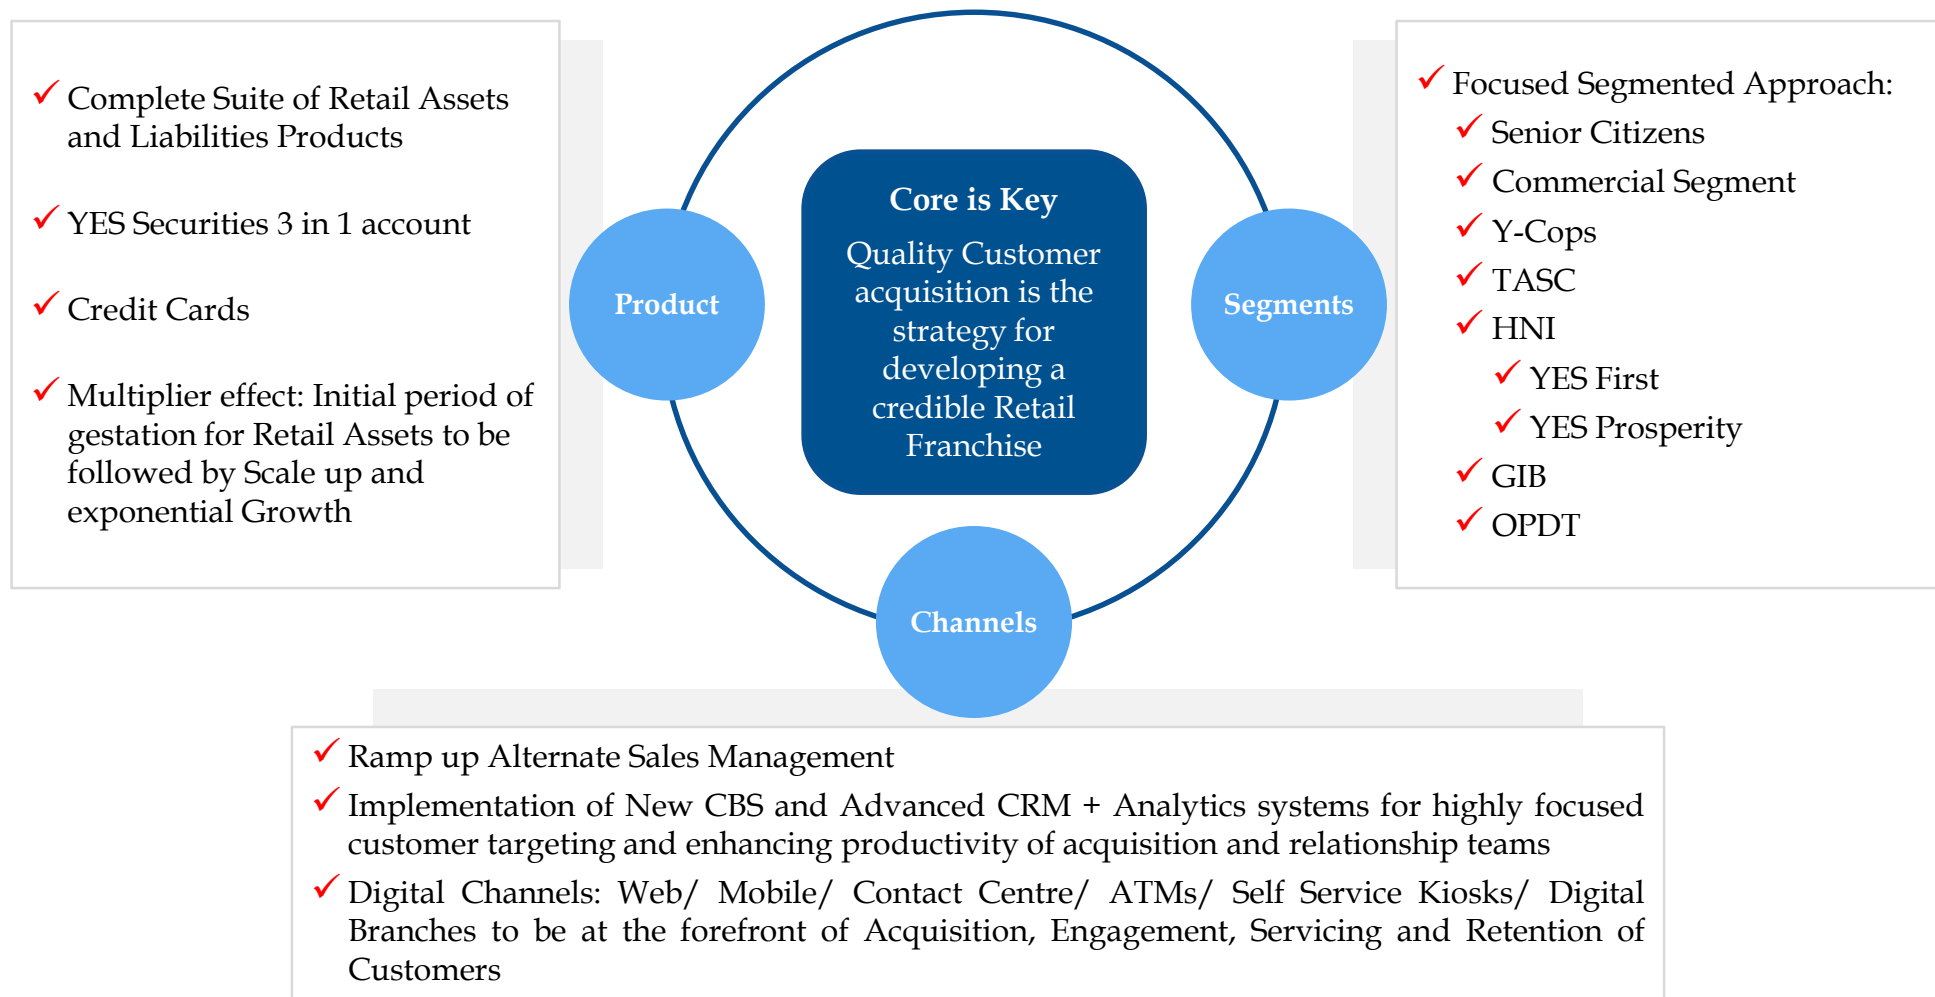 Complete Suite of Retail Assets
and Liabilities Products
YES Securities 3 in 1 account
Credit Cards
Multiplier effect: Initial period of
gestation for Retail Assets to be
followed by Scale up and
exponential Growth
Product
Core is Key
Quality Customer
acquisition is the
strategy for
developing a
credible Retail
Franchise
Segments
Focused Segmented Approach:
Senior Citizens
Commercial Segment
Y-Cops
TASC
HNI
YES First
YES Prosperity
GIB
OPDT
Channels
Ramp up Alternate Sales Management
Implementation of New CBS and Advanced CRM + Analytics systems for highly focused
customer targeting and enhancing productivity of acquisition and relationship teams
Digital Channels: Web/ Mobile/ Contact Centre/ ATMs/ Self Service Kiosks/ Digital
Branches to be at the forefront of Acquisition, Engagement, Servicing and Retention of
Customers